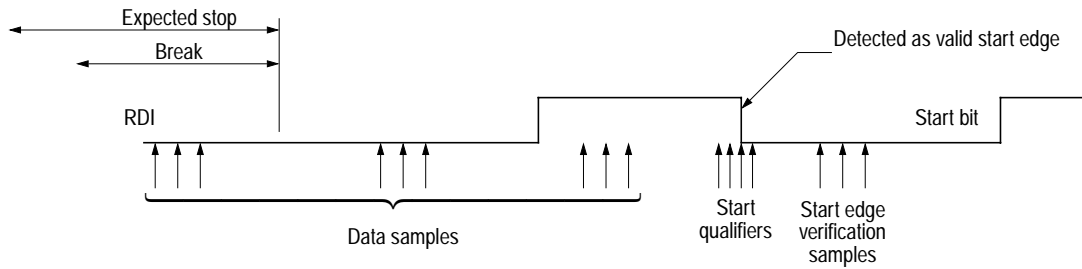 Expected stop
Break
Detected as valid start edge
RDI
Start bit
Data samples
Start
qualifiers
Start edge
verification
samples